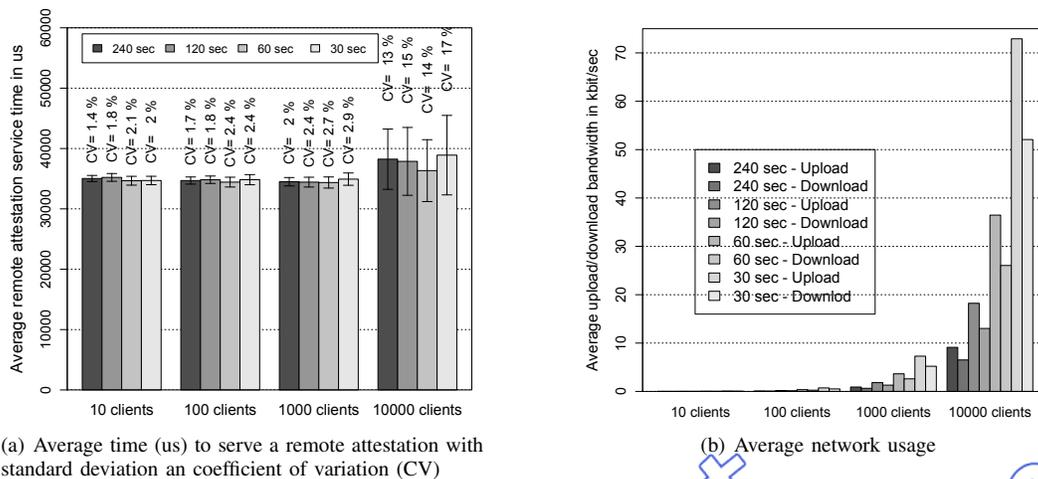 Average remote attestation service time in us
60000
50000
40000
30000
20000
10000
0
240 sec 120 sec 60 sec 30 sec
CV= 1.4 %
CV= 1.8 %
CV= 2.1 %
CV= 2 %
CV= 1.7 %
CV= 1.8 %
CV= 2.4 %
CV= 2.4 %
CV= 2 %
CV= 2.4 %
CV= 2.7 %
CV= 2.9 %
CV= 13 %
CV= 15 %
CV= 14 %
CV= 17 %
10 clients 100 clients 1000 clients 10000 clients
(a) Average time (us) to serve a remote attestation with
standard deviation an coefficient of variation (CV)
Average upload/download bandwidth in kbit/sec
70
60
50
40
30
20
10
0
240 sec - Upload
240 sec - Download
120 sec - Upload
120 sec - Download
60 sec - Upload
60 sec - Download
30 sec - Upload
30 sec - Downlod
10 clients 100 clients 1000 clients 10000 clients
(b) Average network usage